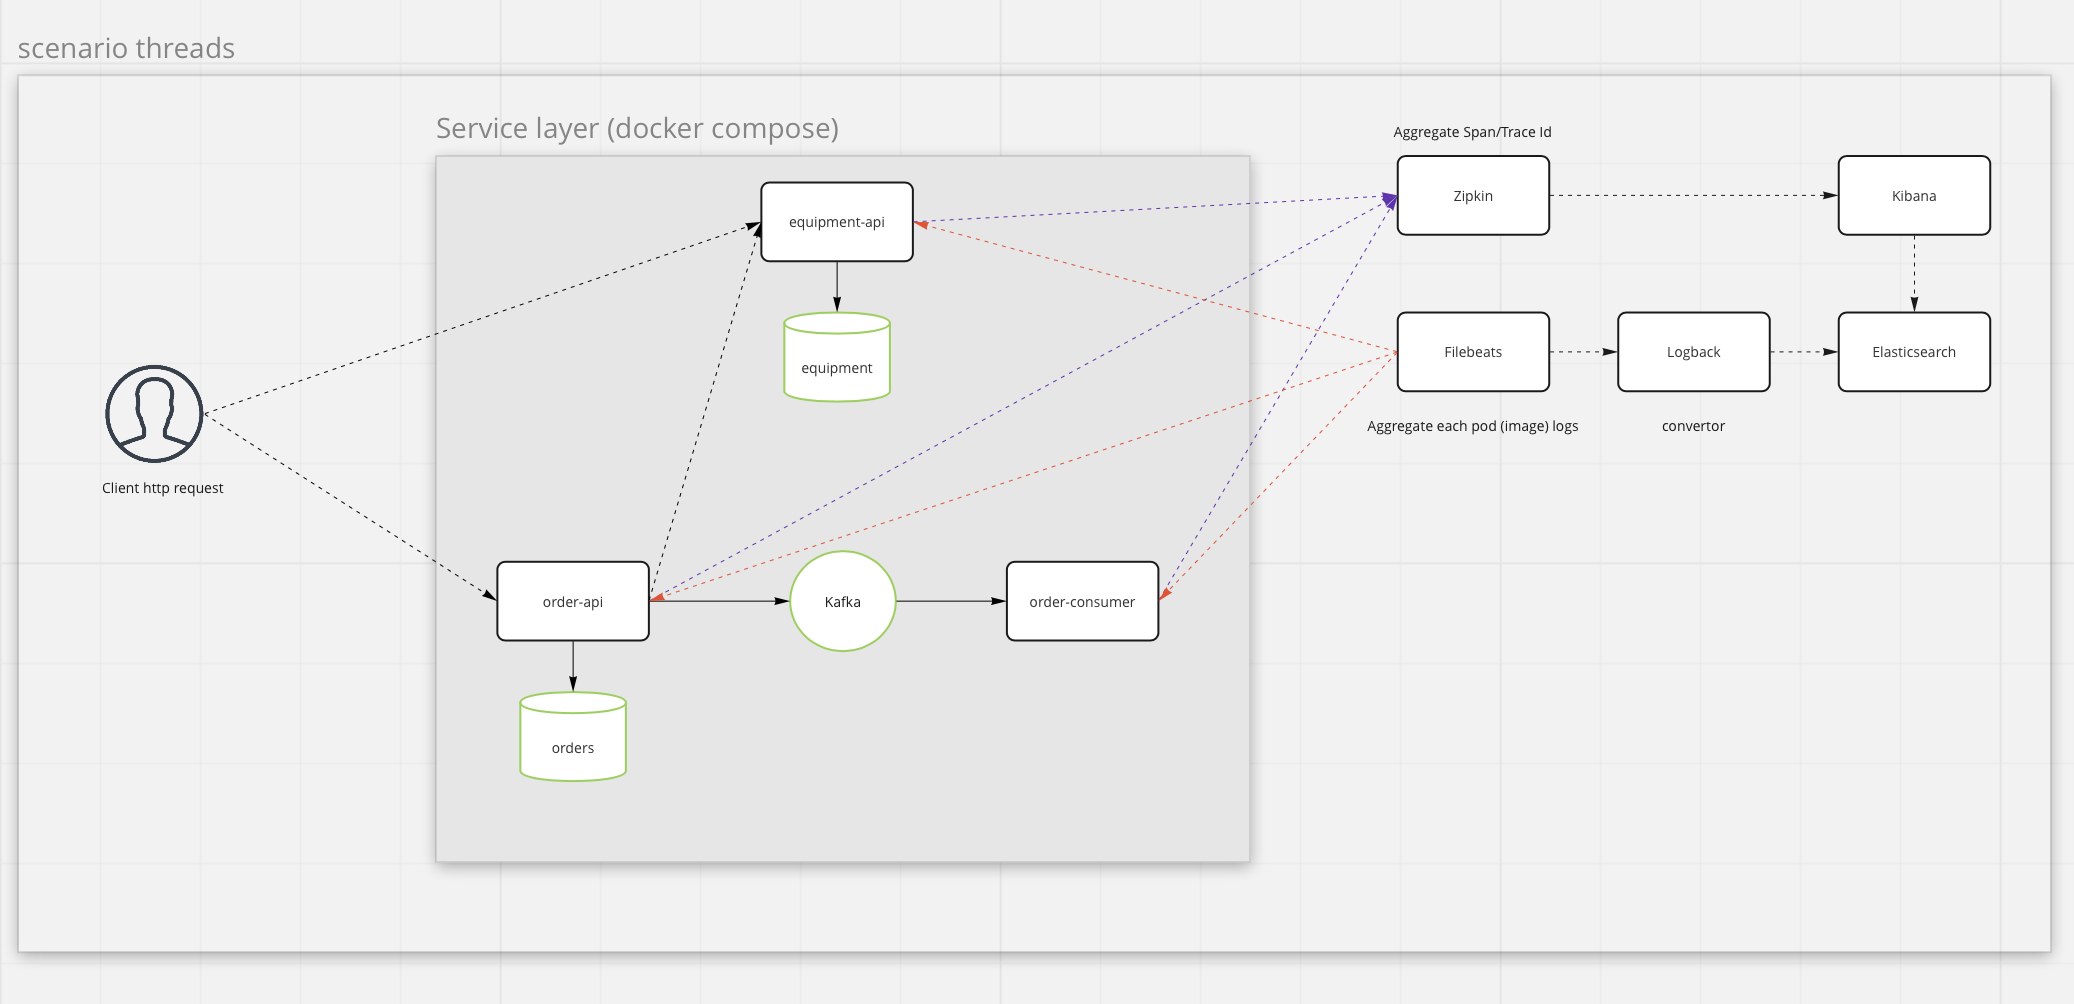 scenario threads
Service layer (docker compose)
Aggregate Span/Trace Id
Zipkin
Kibana
equipment-api
equipment
Filebeats
Logback
Elasticsearch
Aggregate each pod (image) logs
convertor
Client http request
order-api
Kafka
order-consumer
orders